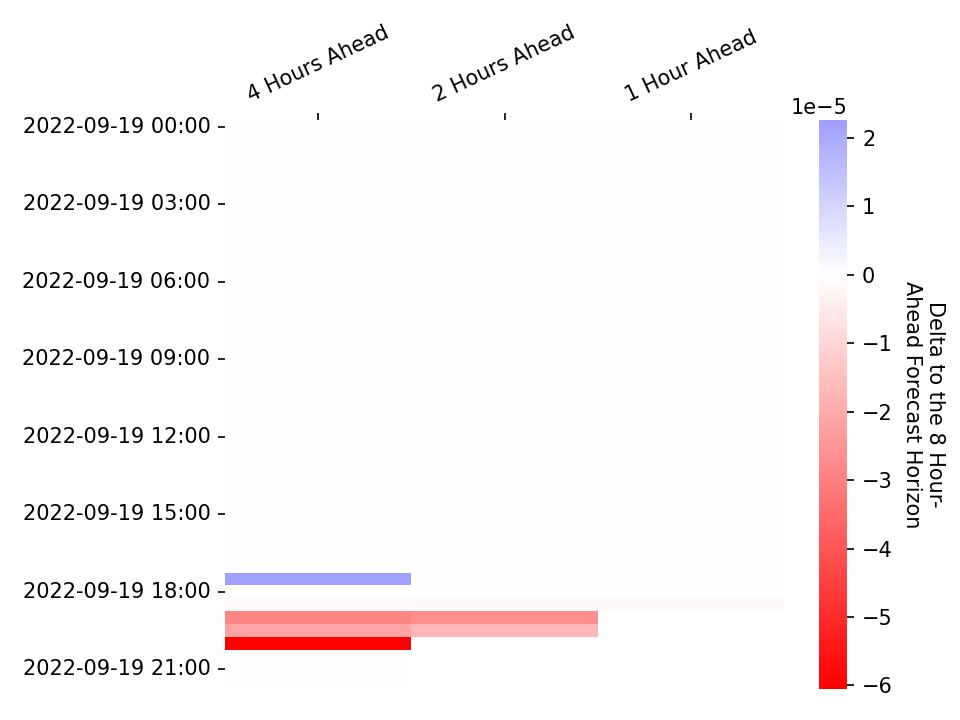 4 Hours Ahead
2 Hours Ahead
1 Hour Ahead
2022-09-19 00:00
2022-09-19 03:00
2022-09-19 06:00
2022-09-19 09:00
2022-09-19 12:00
2022-09-19 15:00
2022-09-19 18:00
2022-09-19 21:00
1e−5
2
1
0
−1
−2
−3
−4
−5
−6
Delta to the 8 Hour-
Ahead Forecast Horizon